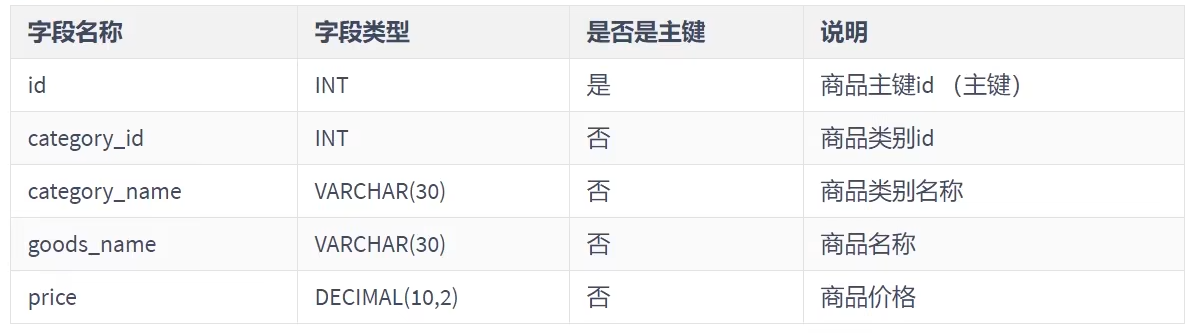 字段名称 字段类型 是否是主键 说明
id INT 是 商品主键id （主键）
category_id INT 否 商品类别id
category_name VARCHAR(30) 否 商品类别名称
goods_name VARCHAR(30) 否 商品名称
price DECIMAL(10,2) 否 商品价格